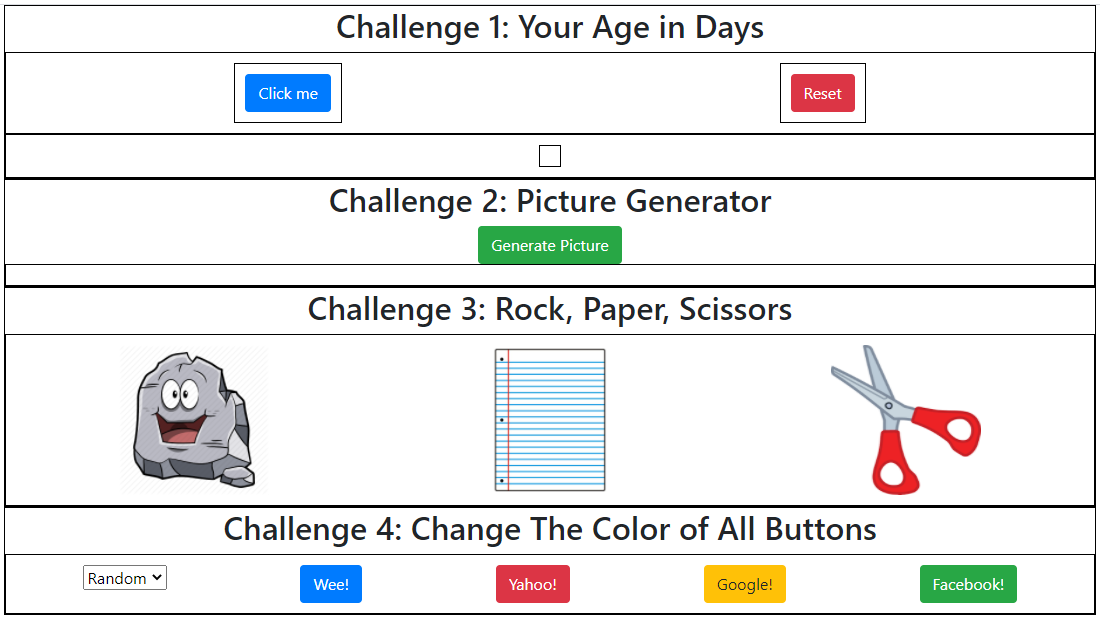 Challenge 1: Your Age in Days
Click me
Reset
Challenge 2: Picture Generator
Generate Picture
Challenge 3: Rock, Paper, Scissors
Challenge 4: Change The Color of All Buttons
Random
Wee!
Yahoo!
Google!
Facebook!